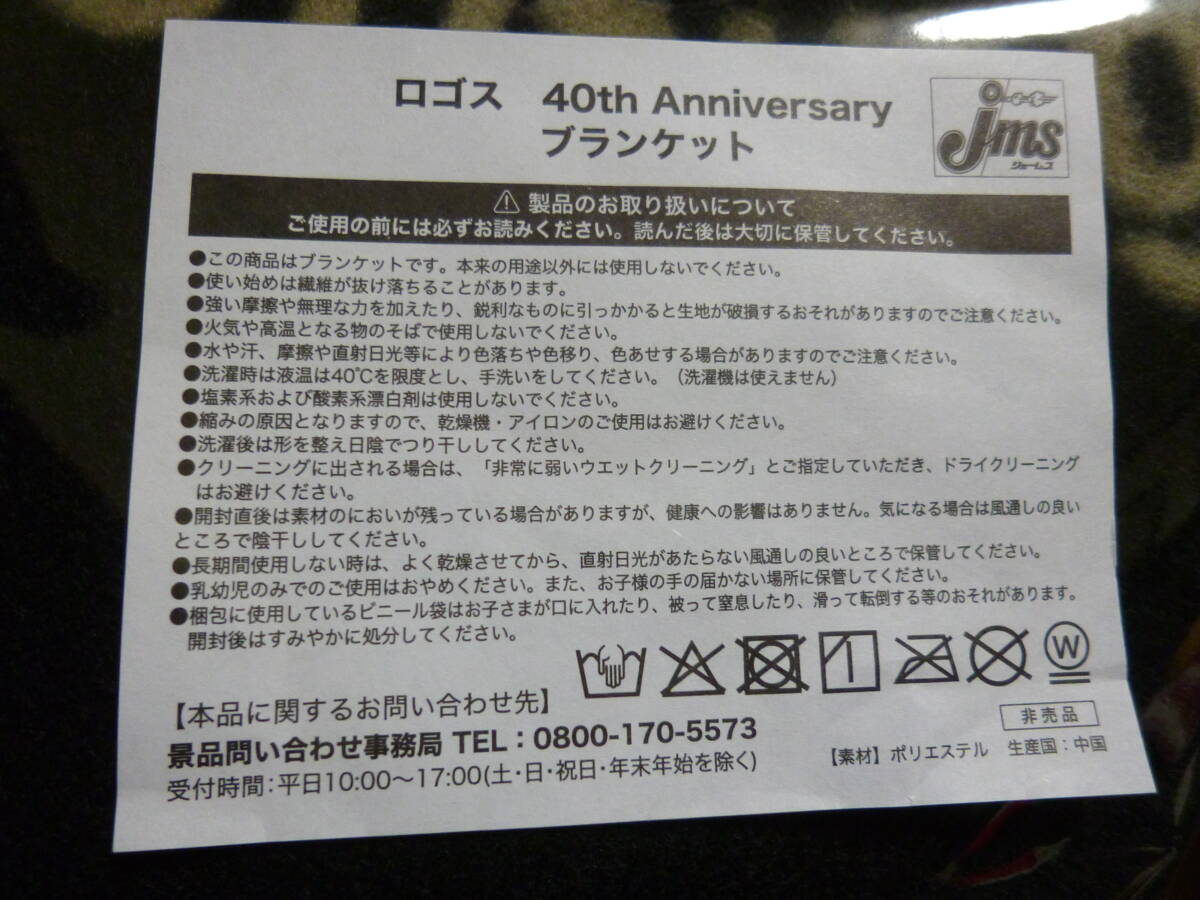 ロゴス 40th Anniversary
ブランケット
jms
ジェームス
⚠ 製品のお取り扱いについて
ご使用の前には必ずお読みください。読んだ後は大切に保管してください。
●この商品はブランケットです。本来の用途以外には使用しないでください。
●使い始めは繊維が抜け落ちることがあります。
●強い摩擦や無理な力を加えたり、鋭利なものに引っかかると生地が破損するおそれがありますのでご注意ください。
●火気や高温となる物のそばで使用しないでください。
●水や汗、摩擦や直射日光等により色落ちや色移り、色あせする場合がありますのでご注意ください。
●洗濯時は液温は40℃を限度とし、手洗いをしてください。（洗濯機は使えません）
●塩素系および酸素系漂白剤は使用しないでください。
●縮みの原因となりますので、乾燥機・アイロンのご使用はお避けください。
●洗濯後は形を整え日陰でつり干ししてください。
●クリーニングに出される場合は、「非常に弱いウエットクリーニング」とご指定していただき、ドライクリーニング
はお避けください。
●開封直後は素材のにおいが残っている場合がありますが、健康への影響はありません。気になる場合は風通しの良い
ところで陰干ししてください。
●長期間使用しない時は、よく乾燥させてから、直射日光があたらない風通しの良いところで保管してください。
●乳幼児のみでのご使用はおやめください。また、お子様の手の届かない場所に保管してください。
●梱包に使用しているビニール袋はお子さまが口に入れたり、被って窒息したり、滑って転倒する等のおそれがあります。
開封後はすみやかに処分してください。
W
【本品に関するお問い合わせ先】
景品問い合わせ事務局 TEL：0800-170-5573
受付時間：平日10:00〜17:00(土・日・祝日・年末年始を除く)
非売品
【素材】ポリエステル 生産国：中国